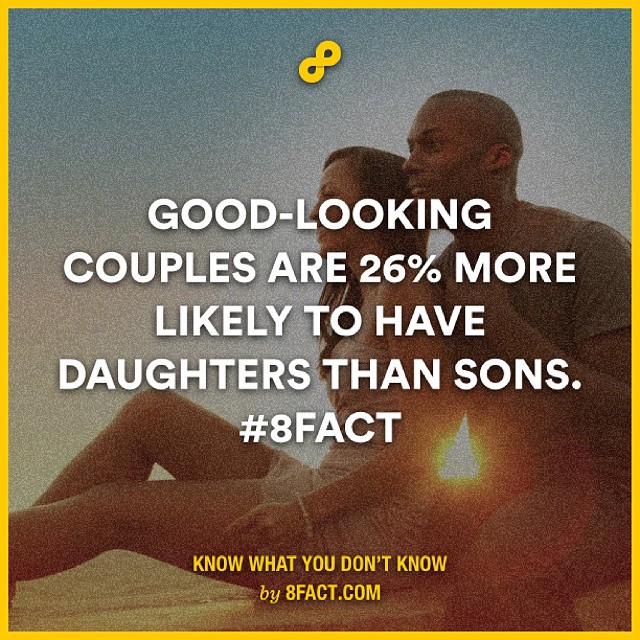 GOOD-LOOKING
COUPLES ARE 26% MORE
LIKELY TO HAVE
DAUGHTERS THAN SONS.
#8FACT
KNOW WHAT YOU DON'T KNOW
by 8FACT.COM